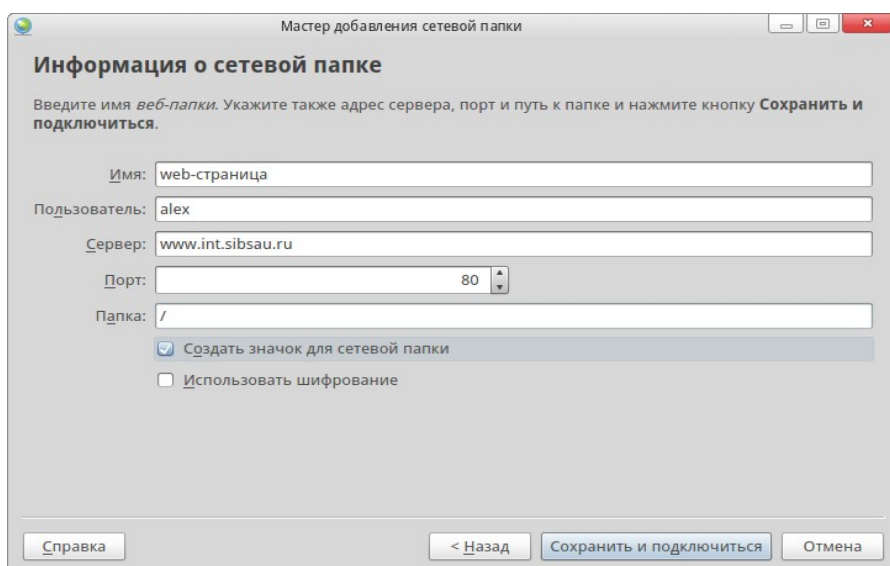 Мастер добавления сетевой папки
Информация о сетевой папке
Введите имя веб-папки. Укажите также адрес сервера, порт и путь к папке и нажмите кнопку Сохранить и
подключиться.
Имя: web-страница
Пользователь: alex
Сервер: www.int.sibsau.ru
Порт: 80
Папка: /
Создать значок для сетевой папки
Использовать шифрование
Справка < Назад Сохранить и подключиться Отмена